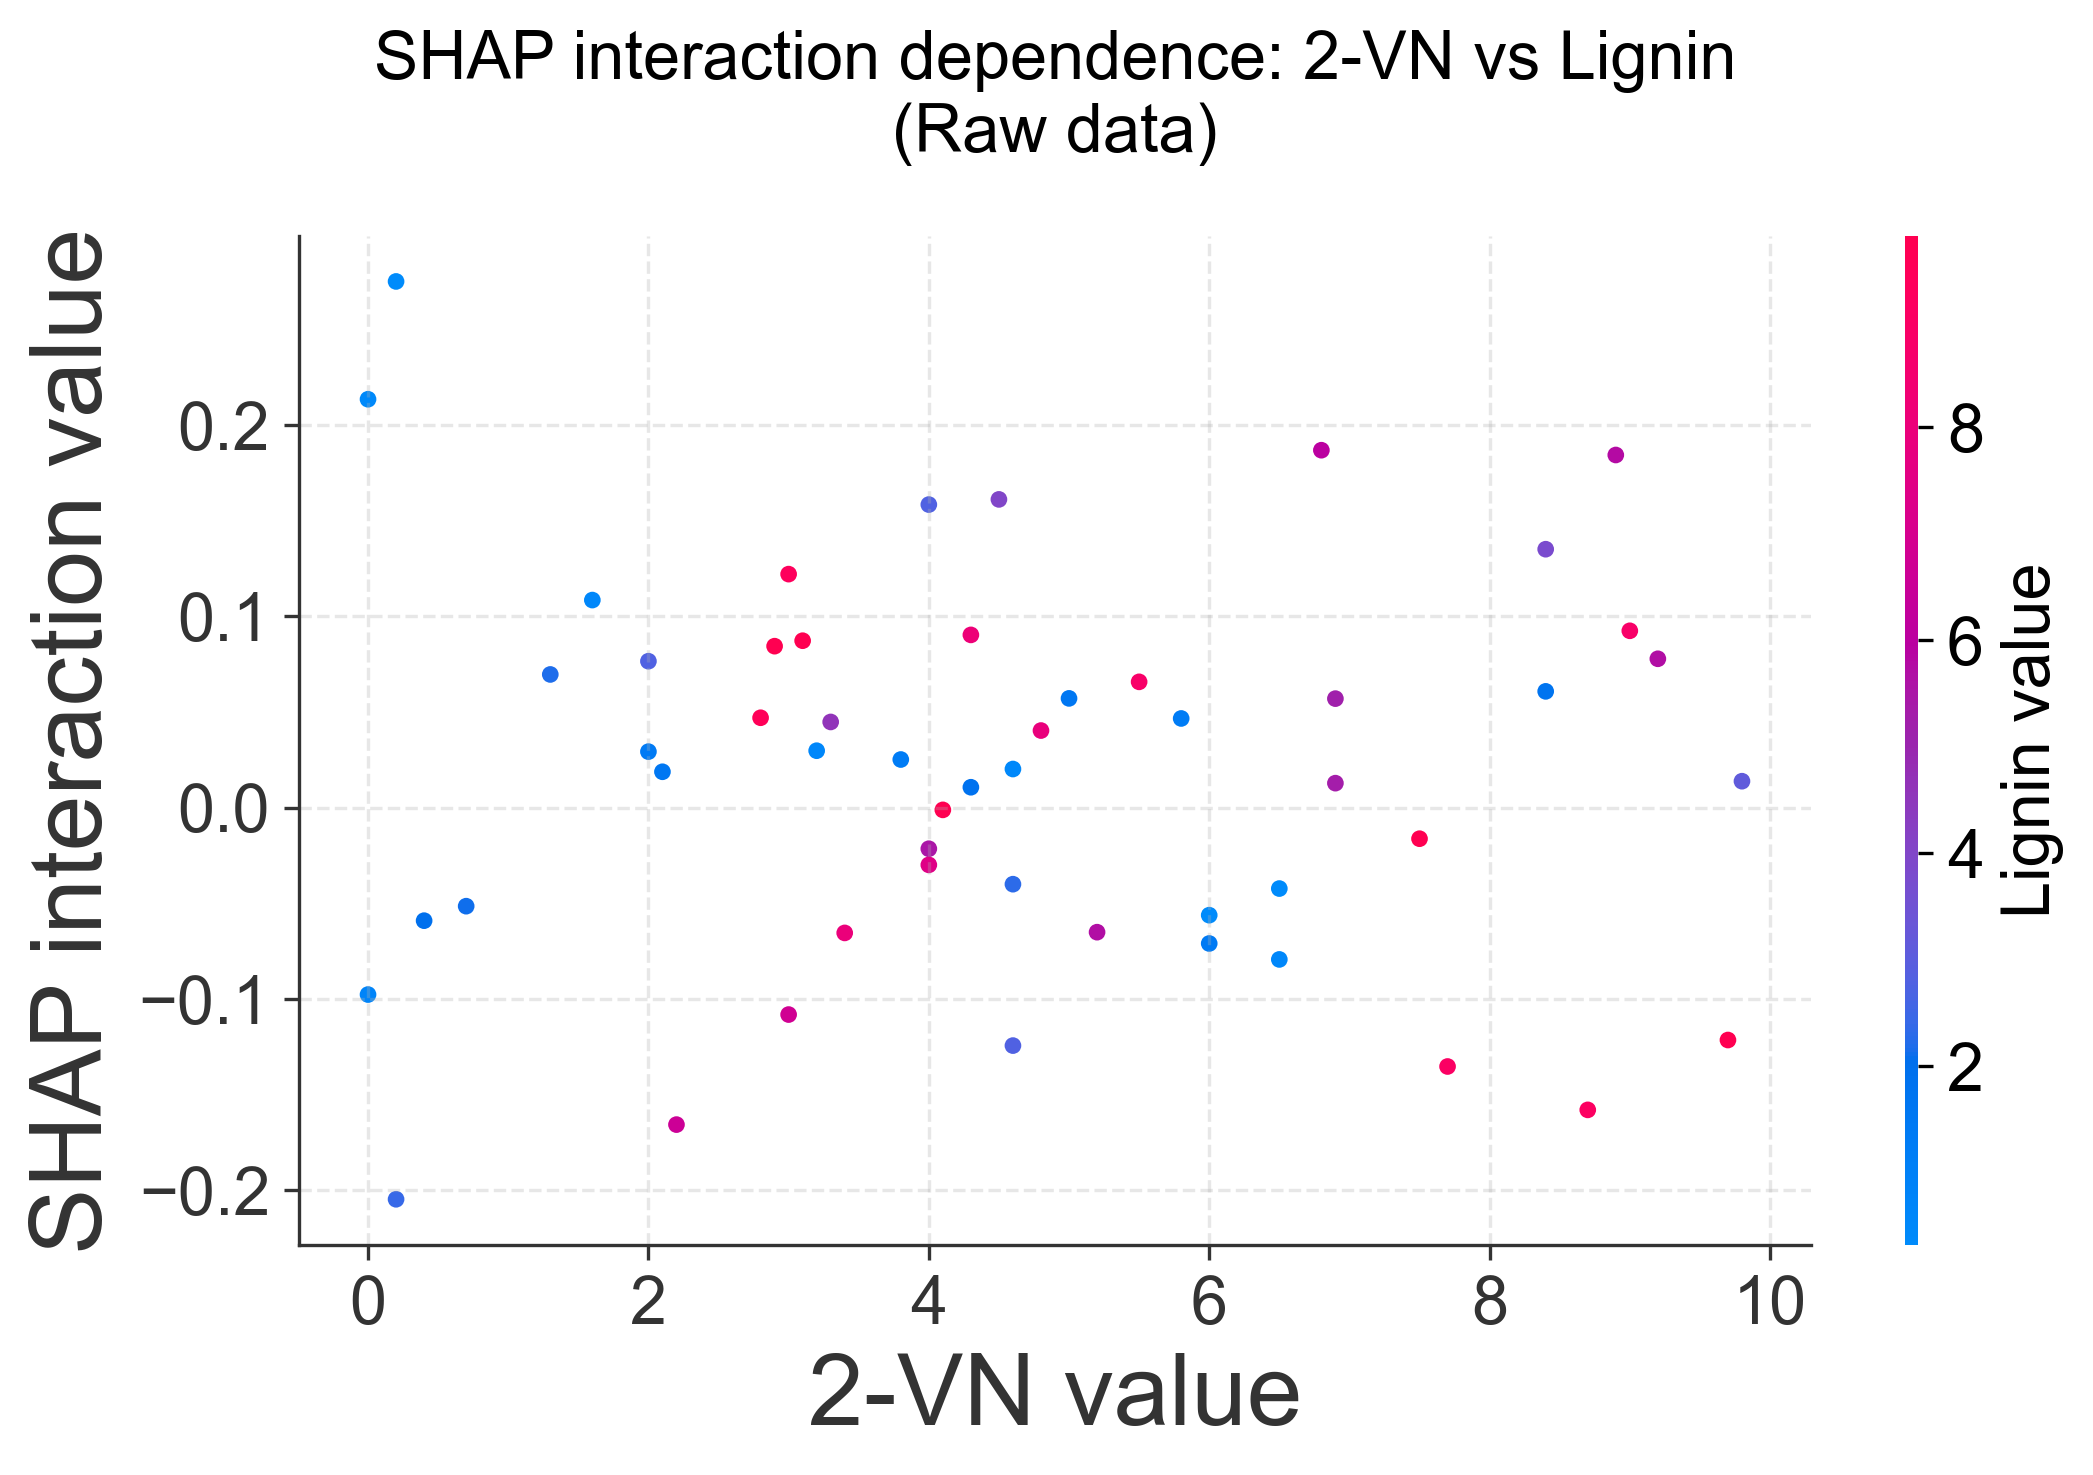 SHAP interaction dependence: 2-VN vs Lignin
(Raw data)
SHAP interaction value
0.2
0.1
0.0
−0.1
−0.2
0 2 4 6 8 10
2-VN value
8
6
4
2
Lignin value